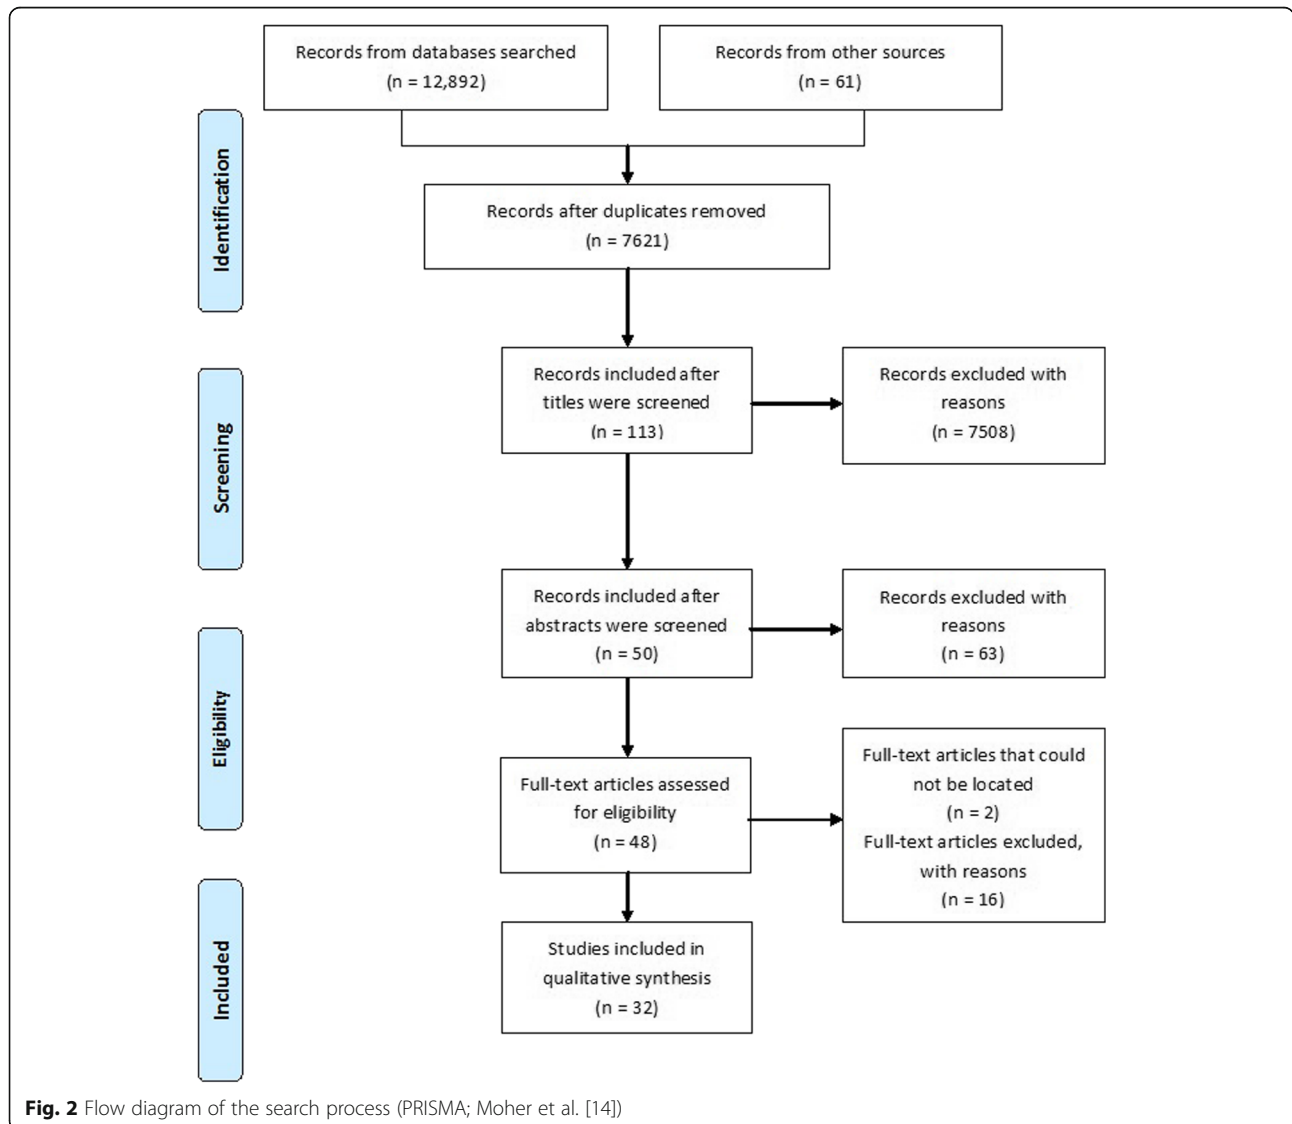 Records from databases searched
(n = 12,892)
Records from other sources
(n = 61)
Identification
Records after duplicates removed
(n = 7621)
Screening
Records included after
titles were screened
(n = 113)
Records excluded with
reasons
(n = 7508)
Records included after
abstracts were screened
(n = 50)
Records excluded with
reasons
(n = 63)
Eligibility
Full-text articles assessed
for eligibility
(n = 48)
Full-text articles that could
not be located
(n = 2)
Full-text articles excluded,
with reasons
(n = 16)
Included
Studies included in
qualitative synthesis
(n = 32)
Fig. 2 Flow diagram of the search process (PRISMA; Moher et al. [14])